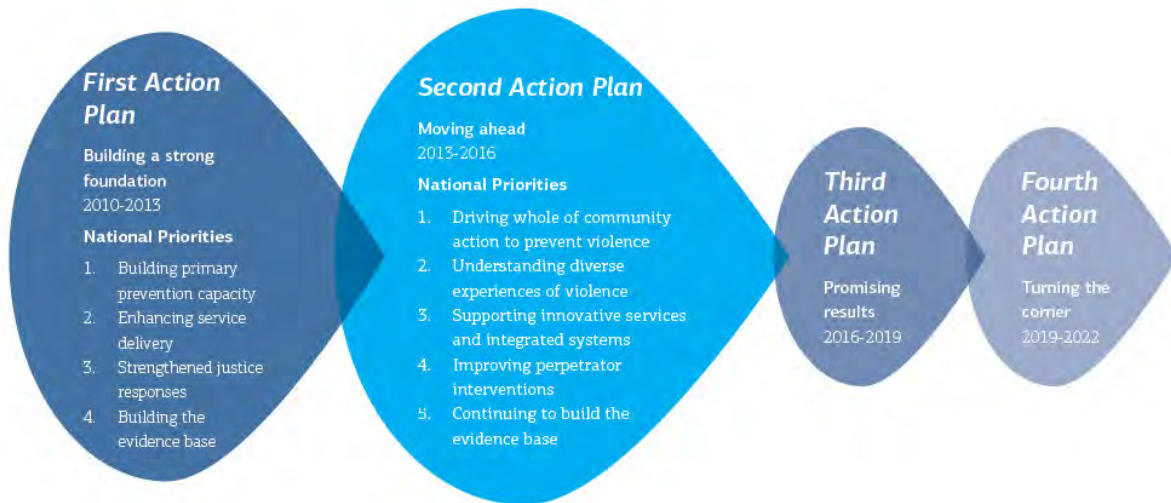 First Action
Plan
Building a strong
foundation
2010-2013
National Priorities
1. Building primary
prevention capacity
2. Enhancing service
delivery
3. Strengthened justice
responses
4. Building the
evidence base
Second Action Plan
Moving ahead
2013-2016
National Priorities
1. Driving whole of community
action to prevent violence
2. Understanding diverse
experiences of violence
3. Supporting innovative services
and integrated systems
4. Improving perpetrator
interventions
5. Continuing to build the
evidence base
Third
Action
Plan
Promising
results
2016-2019
Fourth
Action
Plan
Turning the
corner
2019-2022